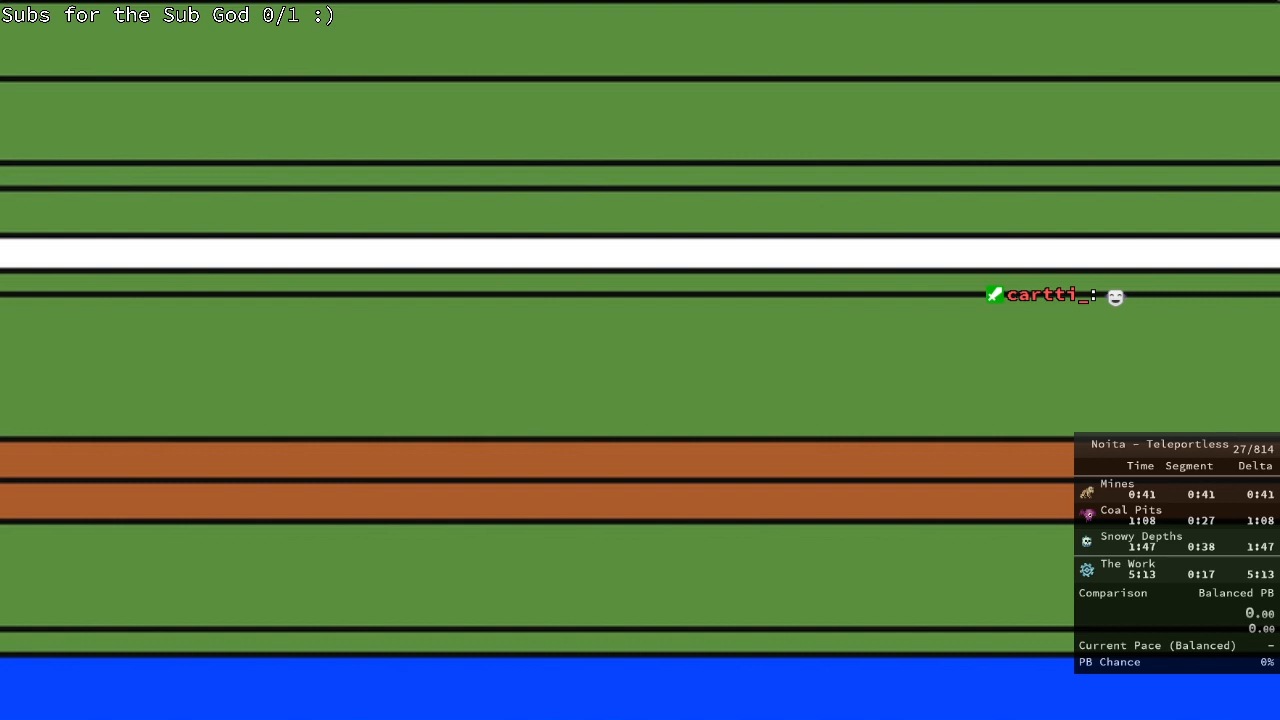 Subs for the Sub God 0/1 :)
cartti_:
Noita - Teleportless 27/814
Time Segment Delta
Mines
0:41 0:41 0:41
Coal Pits
1:08 0:27 1:08
Snowy Depths
1:47 0:38 1:47
The Work
5:13 0:17 5:13
Comparison Balanced PB
0.00
0.00
Current Pace (Balanced) -
PB Chance 0%